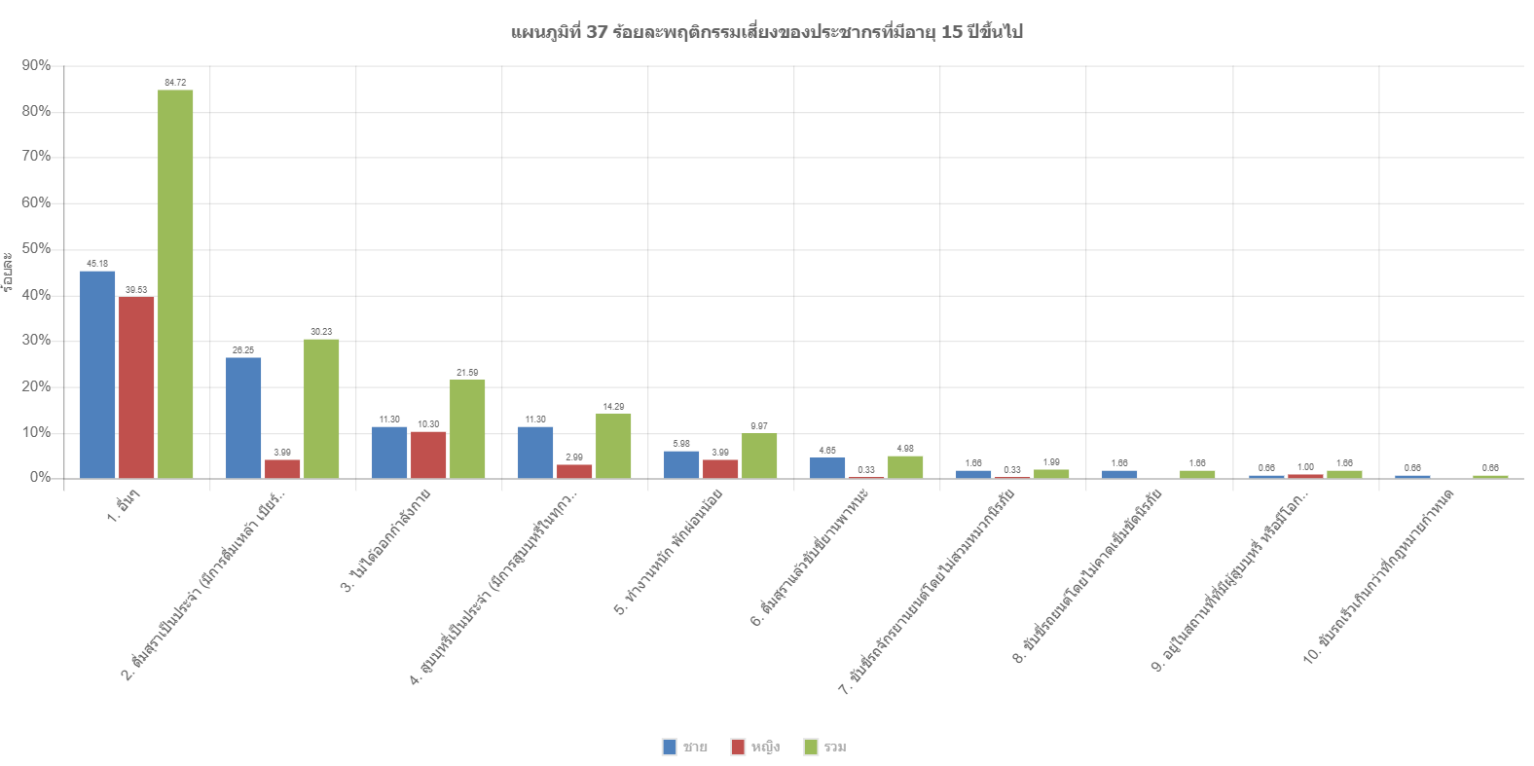 แผนภูมิที่ 37 ร้อยละพฤติกรรมเสี่ยงของประชากรที่มีอายุ 15 ปีขึ้นไป
ร้อยละ
90%
80%
70%
60%
50%
40%
30%
20%
10%
0%
45.18
39.53
84.72
26.25
3.99
30.23
11.30
10.30
21.59
11.30
2.99
14.29
5.98
3.99
9.97
4.65
0.33
4.98
1.66
0.33
1.99
1.66
1.66
0.66
1.00
1.66
0.66
0.66
1. อื่นๆ
2. ดื่มสุราเป็นประจำ (มีการดื่มเหล้า เบียร์..
3. ไม่ได้ออกกำลังกาย
4. สูบบุหรี่เป็นประจำ (มีการสูบบุหรี่ในทุกว..
5. ทำงานหนัก พักผ่อนน้อย
6. ดื่มสุราแล้วขับขี่ยานพาหนะ
7. ขับขี่รถจักรยานยนต์โดยไม่สวมหมวกนิรภัย
8. ขับขี่รถยนต์โดยไม่คาดเข็มขัดนิรภัย
9. อยู่ในสถานที่ที่มีผู้สูบบุหรี่ หรือมีโอก..
10. ขับรถเร็วเกินกว่าที่กฎหมายกำหนด
ชาย
หญิง
รวม